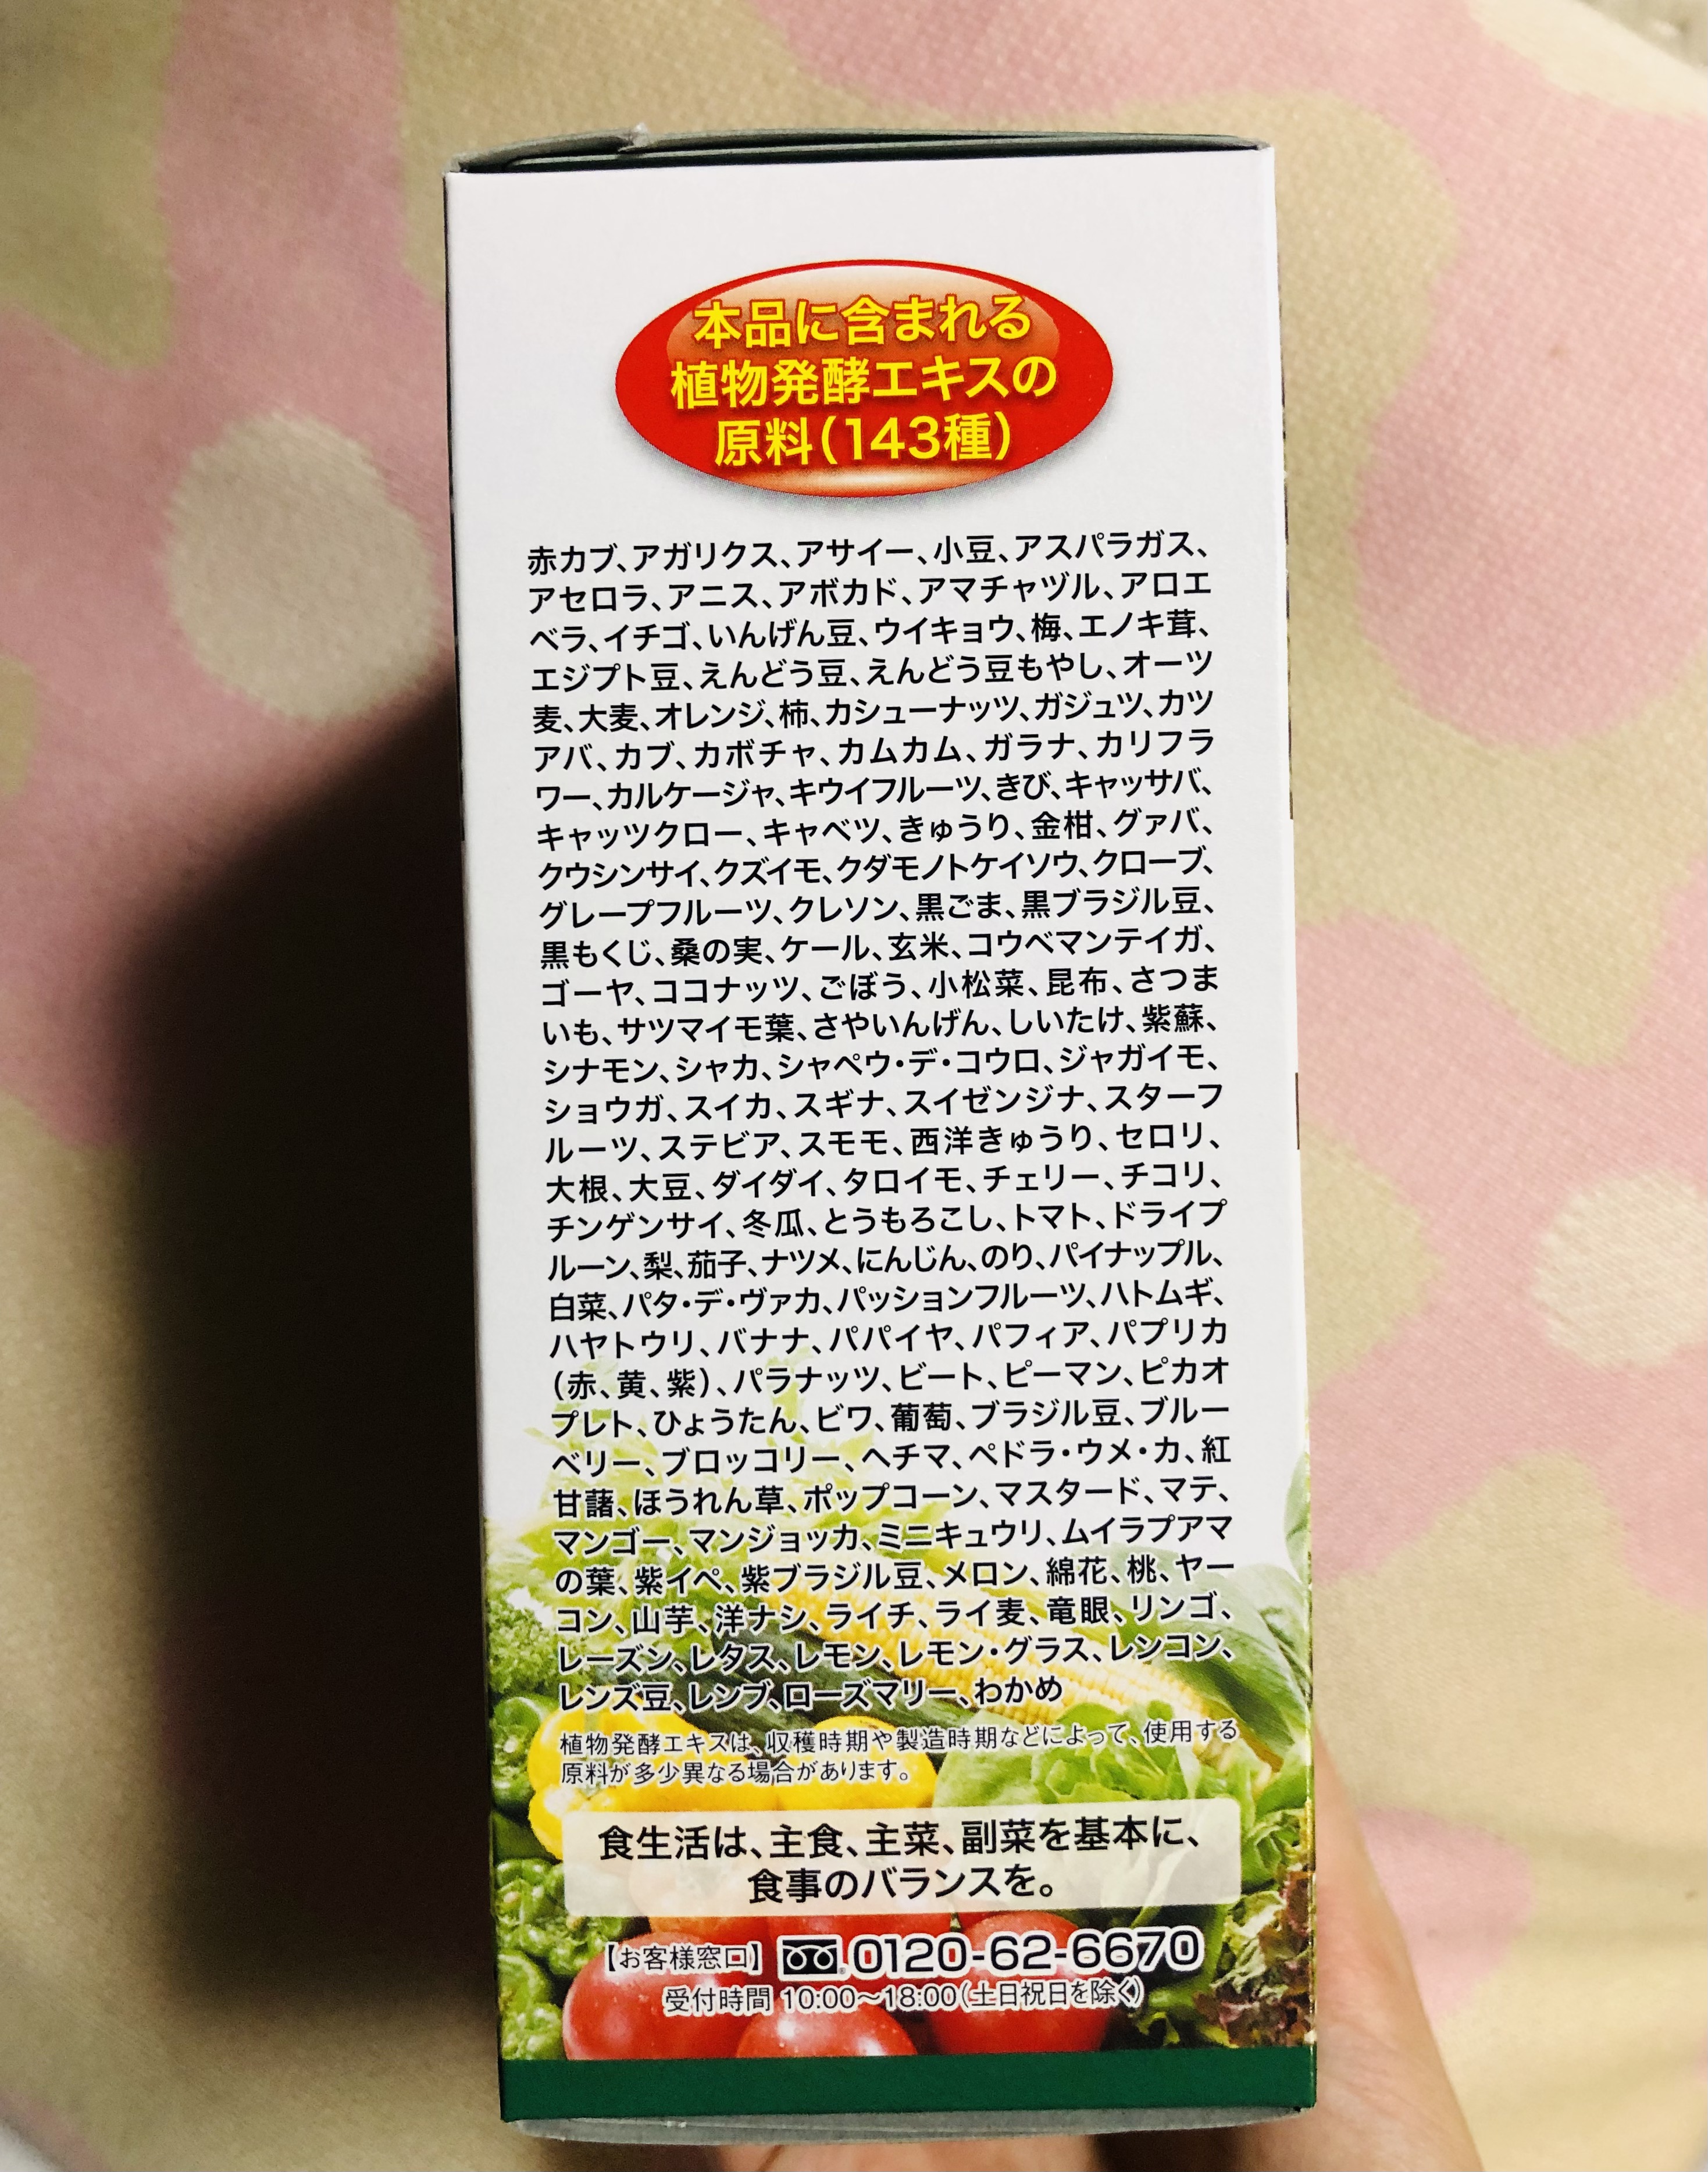 本品に含まれる
植物発酵エキスの
原料(143種)
赤カブ、アガリクス、アサイー、小豆、アスパラガス、
アセロラ、アニス、アボカド、アマチャヅル、アロエ
ベラ、イチゴ、いんげん豆、ウイキョウ、梅、エノキ茸、
エジプト豆、えんどう豆、えんどう豆もやし、オーツ
麦、大麦、オレンジ、柿、カシューナッツ、ガジュツ、カツ
アバ、カブ、カボチャ、カムカム、ガラナ、カリフラ
ワー、カルケージャ、キウイフルーツ、きび、キャッサバ、
キャッツクロー、キャベツ、きゅうり、金柑、グァバ、
クウシンサイ、クズイモ、クダモノトケイソウ、クローブ、
グレープフルーツ、クレソン、黒ごま、黒ブラジル豆、
黒もくじ、桑の実、ケール、玄米、コウベマンテイガ、
ゴーヤ、ココナッツ、ごぼう、小松菜、昆布、さつま
いも、サツマイモ葉、さやいんげん、しいたけ、紫蘇、
シナモン、シャカ、シャペウ・デ・コウロ、ジャガイモ、
ショウガ、スイカ、スギナ、スイゼンジナ、スターフ
ルーツ、ステビア、スモモ、西洋きゅうり、セロリ、
大根、大豆、ダイダイ、タロイモ、チェリー、チコリ、
チンゲンサイ、冬瓜、とうもろこし、トマト、ドライプ
ルーン、梨、茄子、ナツメ、にんじん、のり、パイナップル、
白菜、パタ・デ・ヴァカ、パッションフルーツ、ハトムギ、
ハヤトウリ、バナナ、パパイヤ、パフィア、パプリカ
(赤、黄、紫)、パラナッツ、ビート、ピーマン、ピカオ
プレト、ひょうたん、ビワ、葡萄、ブラジル豆、ブルー
ベリー、ブロッコリー、ヘチマ、ペドラ・ウメ・カ、紅
甘藷、ほうれん草、ポップコーン、マスタード、マテ、
マンゴー、マンジョッカ、ミニキュウリ、ムイラプアマ
の葉、紫イペ、紫ブラジル豆、メロン、綿花、桃、ヤー
コン、山芋、洋ナシ、ライチ、ライ麦、竜眼、リンゴ、
レーズン、レタス、レモン、レモン・グラス、レンコン、
レンズ豆、レンブ、ローズマリー、わかめ
植物発酵エキスは、収穫時期や製造時期などによって、使用する
原料が多少異なる場合があります。
食生活は、主食、主菜、副菜を基本に、
食事のバランスを。
【お客様窓口】 0120-62-6670
受付時間 10:00〜18:00(土日祝日を除く)